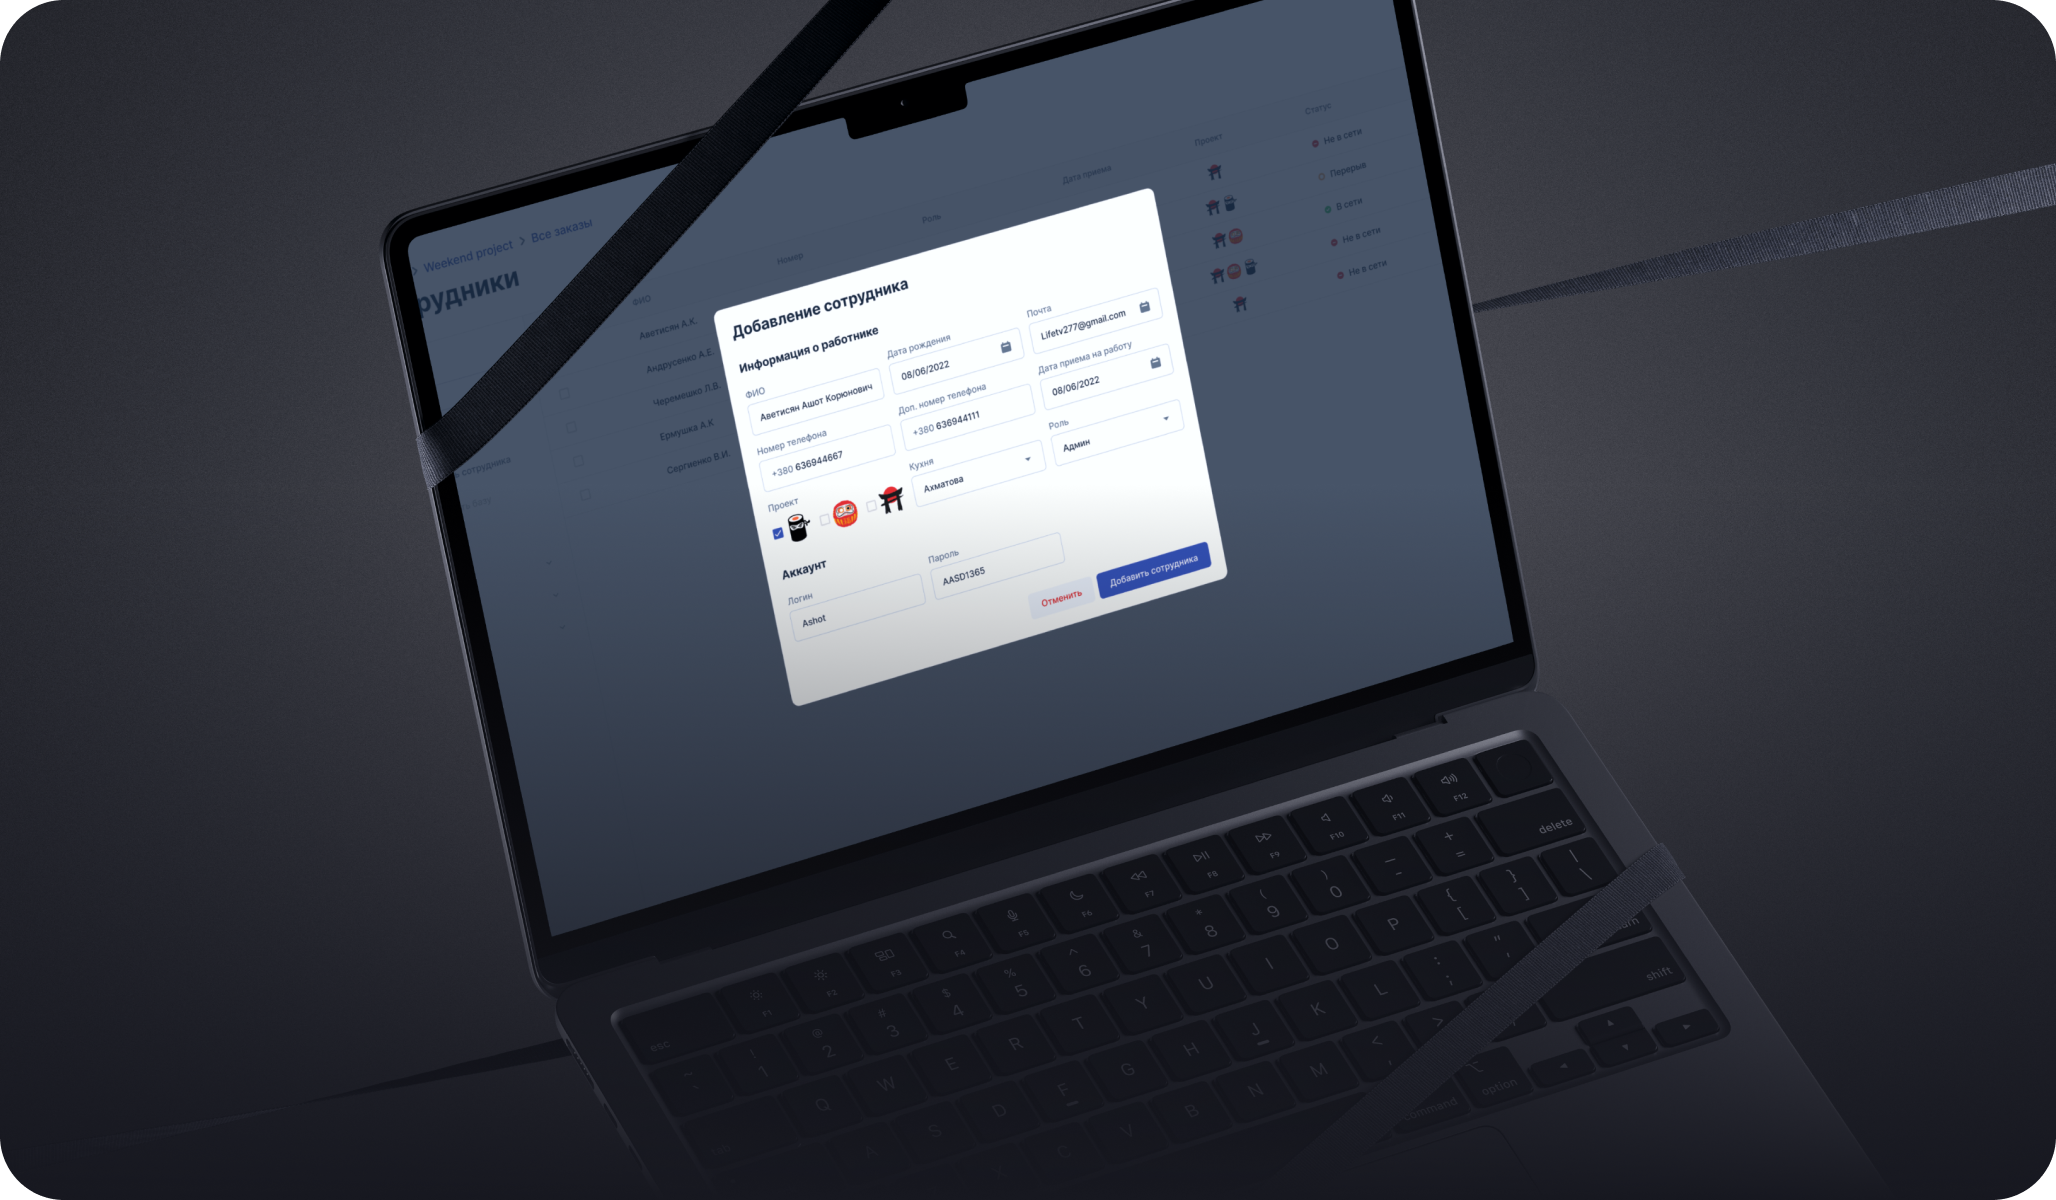 Weekend project > Все заказы
рудники
ФИО
Номер
Роль
Дата приема
Проект
Статус
Аветисян А.К.
Андрусенко А.Е.
Черемешко Л.В.
Ермушка А.К
Сергиенко В.И.
Не в сети
Перерыв
В сети
Не в сети
Не в сети
сотрудника
Добавление сотрудника
Информация о работнике
ФИО
Аветисян Ашот Корюнович
Дата рождения
08/06/2022
Почта
Lifetv277@gmail.com
Номер телефона
+380 636944667
Доп. номер телефона
+380 636944111
Дата приема на работу
08/06/2022
Проект
Кухня
Ахматова
Роль
Админ
Аккаунт
Логин
Ashot
Пароль
AASD1365
Отменить
Добавить сотрудника
esc F1 F2 F3 F4 F5 F6 F7 F8 F9 F10 F11 F12
~ ` ! 1 @ 2 # 3 $ 4 % 5 ^ 6 & 7 * 8 ( 9 ) 0 — - + = delete
Q W E R T Y U I O P { [ } ] | \
A S D F G H J K L : ; " ,
C V B N M < , > shift
ommand option